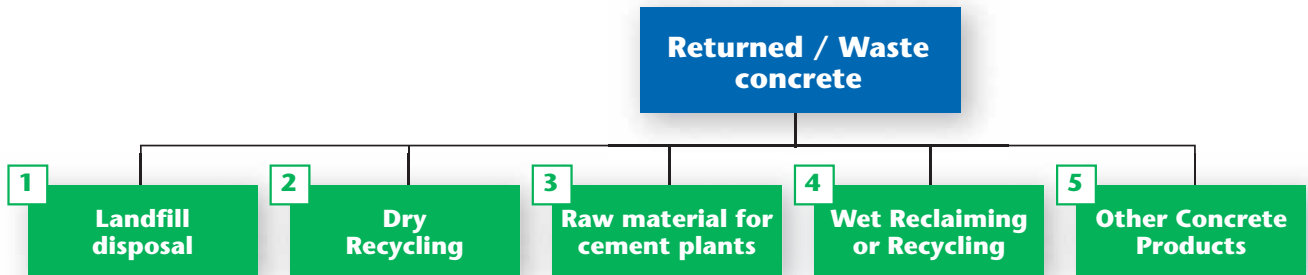 Returned / Waste
concrete
1
Landfill
disposal
2
Dry
Recycling
3
Raw material for
cement plants
4
Wet Reclaiming
or Recycling
5
Other Concrete
Products